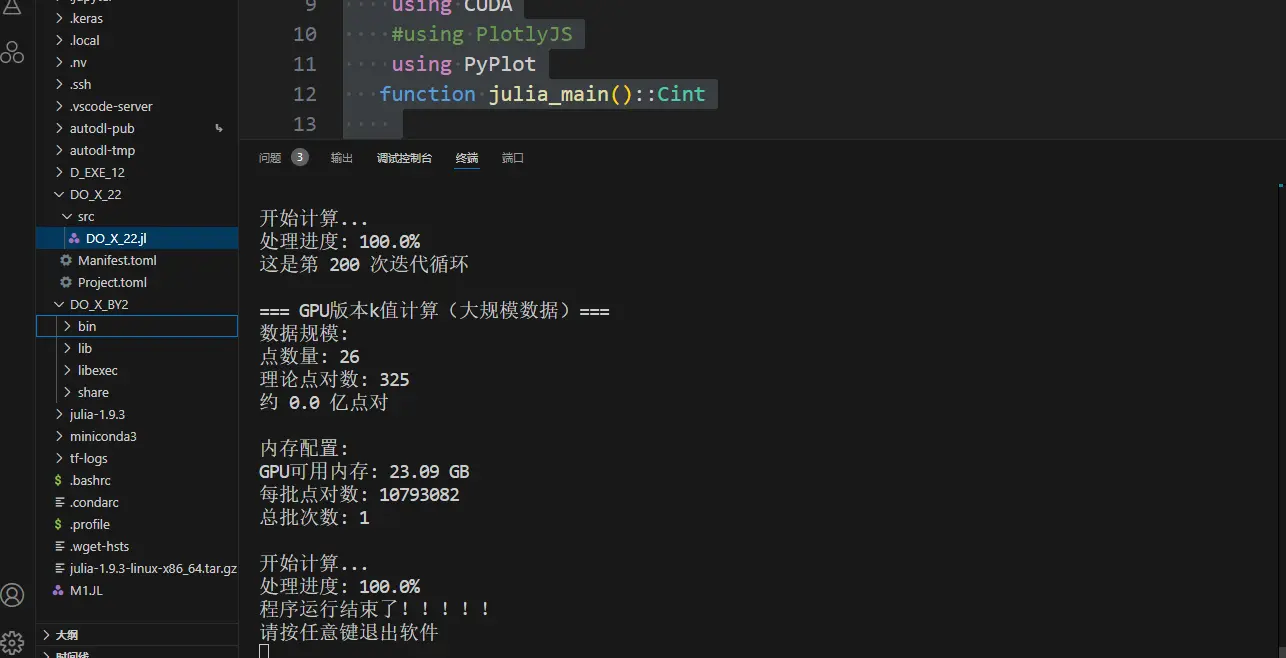 .keras
.local
.nv
.ssh
.vscode-server
autodl-pub
autodl-tmp
D_EXE_12
DO_X_22
src
DO_X_22.jl
Manifest.toml
Project.toml
DO_X_BY2
bin
lib
libexec
share
julia-1.9.3
miniconda3
tf-logs
$ .bashrc
.condarc
$ .profile
.wget-hsts
julia-1.9.3-linux-x86_64.tar.gz
M1.JL
大纲
时间线
9 using CUDA
10 #using PlotlyJS
11 using PyPlot
12 function julia_main()::Cint
13
问题 3 输出 调试控制台 终端 端口
开始计算...
处理进度: 100.0%
这是第 200 次迭代循环
=== GPU版本k值计算（大规模数据）===
数据规模:
点数量: 26
理论点对数: 325
约 0.0 亿点对
内存配置:
GPU可用内存: 23.09 GB
每批点对数: 10793082
总批次数: 1
开始计算...
处理进度: 100.0%
程序运行结束了！！！！！
请按任意键退出软件